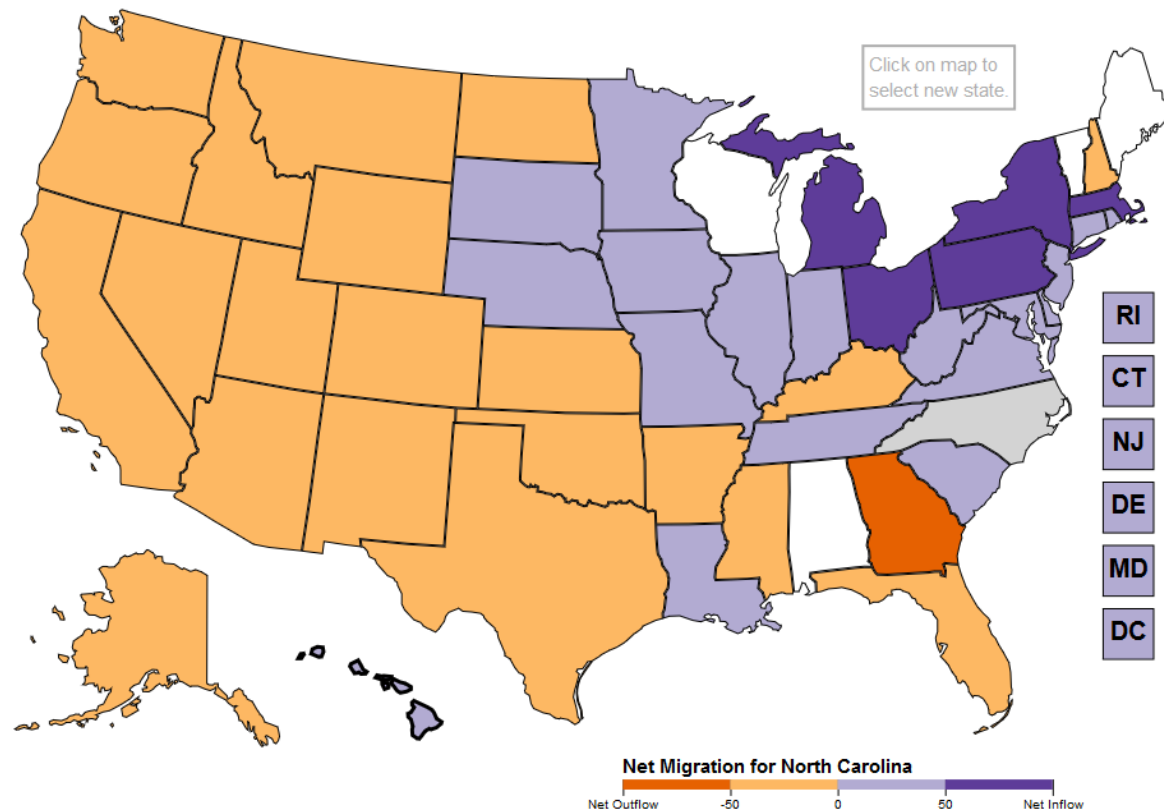 Click on map to
select new state.
RI
CT
NJ
DE
MD
DC
Net Migration for North Carolina
Net Outflow -50 0 50 Net Inflow